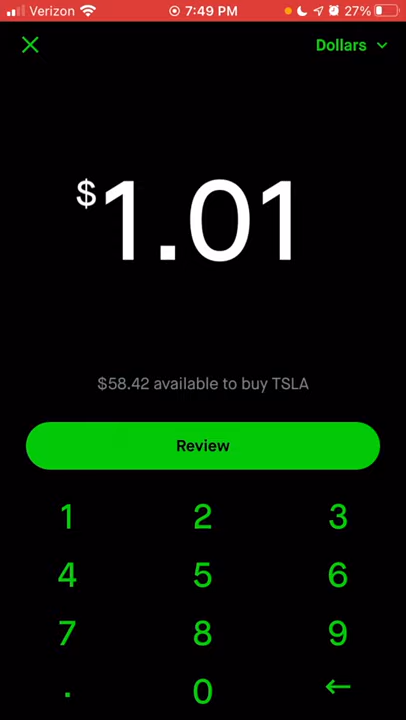 Verizon 7:49 PM 27%
Dollars
$1.01
$58.42 available to buy TSLA
Review
1 2 3
4 5 6
7 8 9
. 0